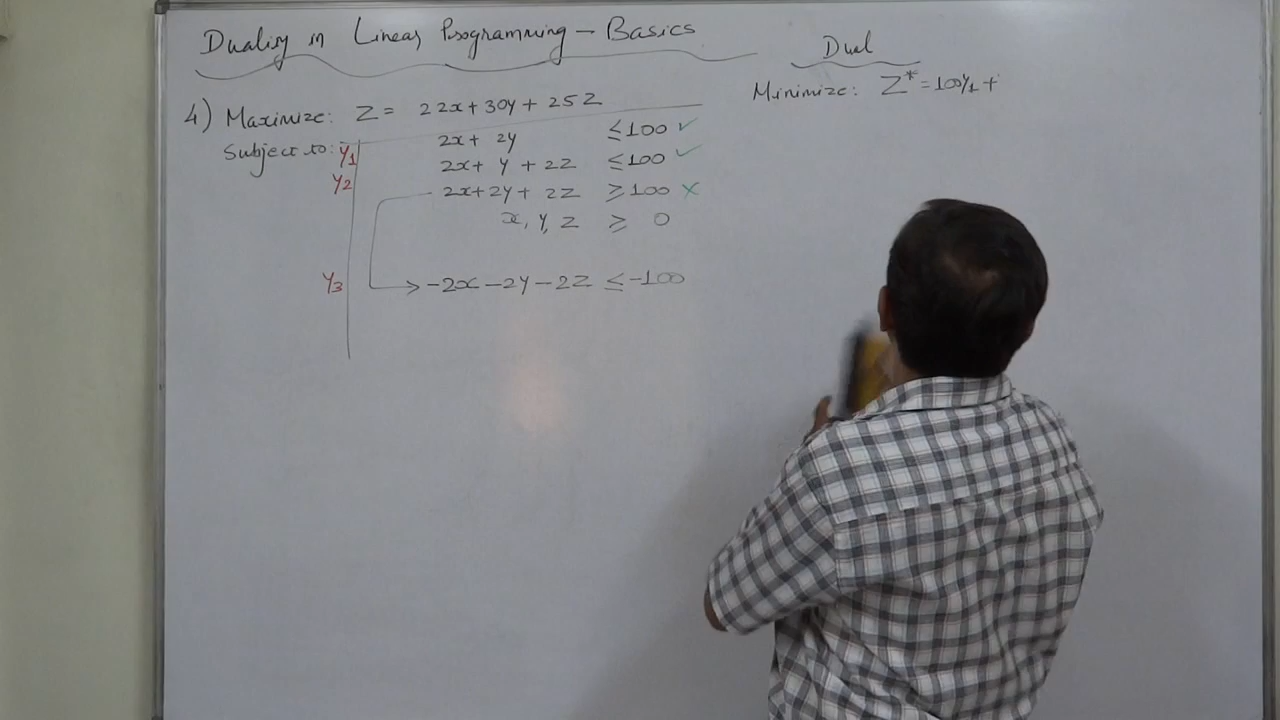 Duality in Linear Programming - Basics
4) Maximize: Z = 22x + 30y + 25Z
Subject to: y1 2x + 2y ≤ 100 ✓
y2 2x + y + 2Z ≤ 100 ✓
2x + 2y + 2Z ≥ 100 ✗
x, y, Z ≥ 0
y3 → -2x - 2y - 2Z ≤ -100
Dual
Minimize: Z* = 100y1 +